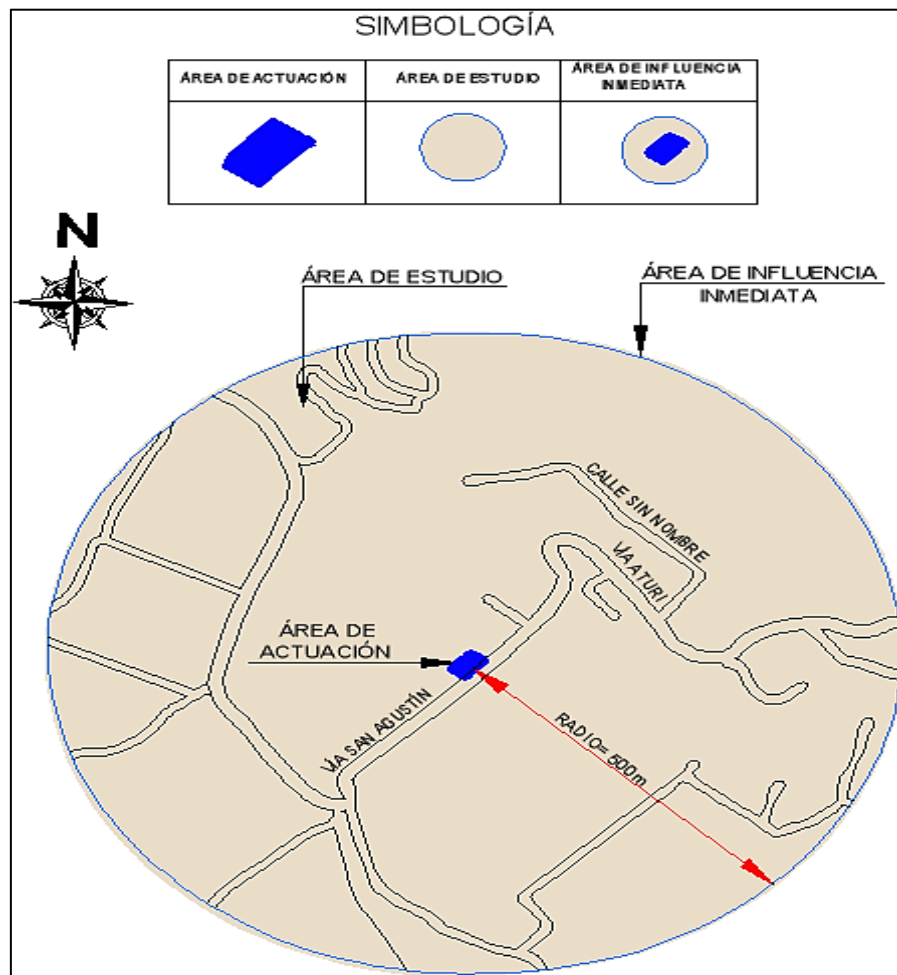 SIMBOLOGÍA
ÁREA DE ACTUACIÓN
ÁREA DE ESTUDIO
ÁREA DE INFLUENCIA
INMEDIATA
N
ÁREA DE ESTUDIO
ÁREA DE INFLUENCIA
INMEDIATA
CALLE SIN NOMBRE
VÍA A TURI
ÁREA DE
ACTUACIÓN
VÍA SAN AGUSTÍN
RADIO= 500m